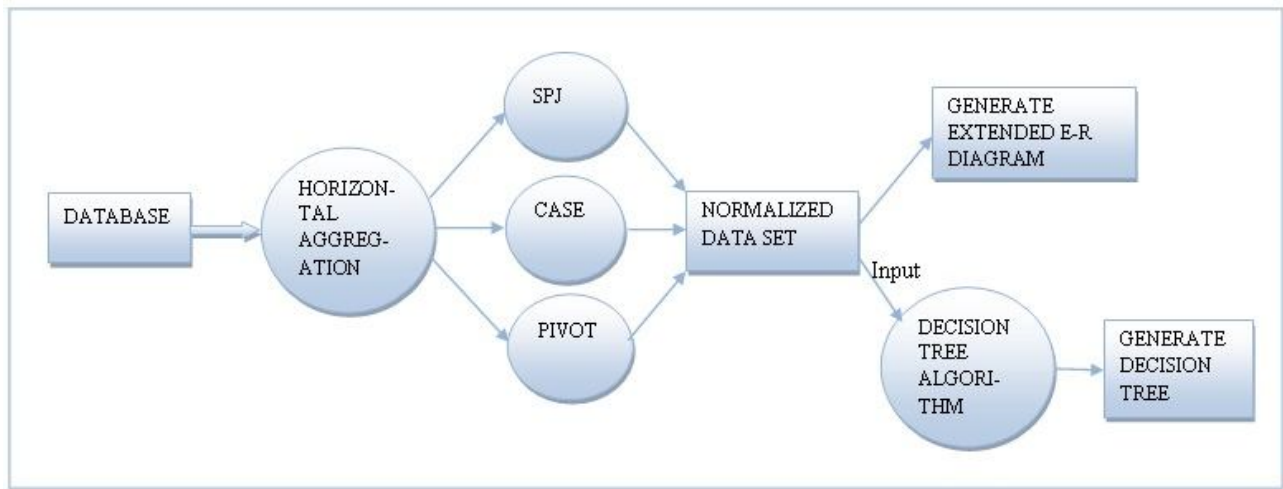 DATABASE
HORIZON-
TAL
AGGREG-
ATION
SPJ
CASE
PIVOT
NORMALIZED
DATA SET
GENERATE
EXTENDED E-R
DIAGRAM
Input
DECISION
TREE
ALGORI-
THM
GENERATE
DECISION
TREE